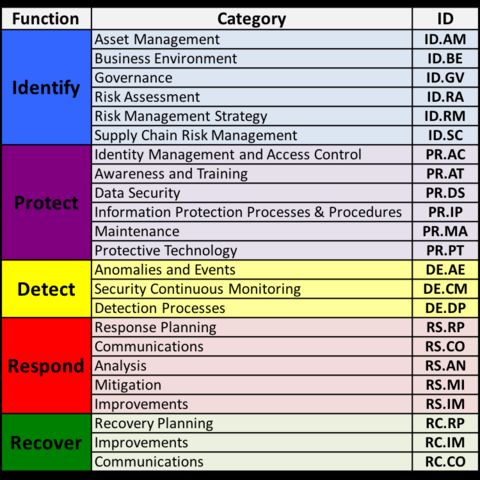 Function Category ID
Identify
Asset Management ID.AM
Business Environment ID.BE
Governance ID.GV
Risk Assessment ID.RA
Risk Management Strategy ID.RM
Supply Chain Risk Management ID.SC
Protect
Identity Management and Access Control PR.AC
Awareness and Training PR.AT
Data Security PR.DS
Information Protection Processes & Procedures PR.IP
Maintenance PR.MA
Protective Technology PR.PT
Detect
Anomalies and Events DE.AE
Security Continuous Monitoring DE.CM
Detection Processes DE.DP
Respond
Response Planning RS.RP
Communications RS.CO
Analysis RS.AN
Mitigation RS.MI
Improvements RS.IM
Recover
Recovery Planning RC.RP
Improvements RC.IM
Communications RC.CO